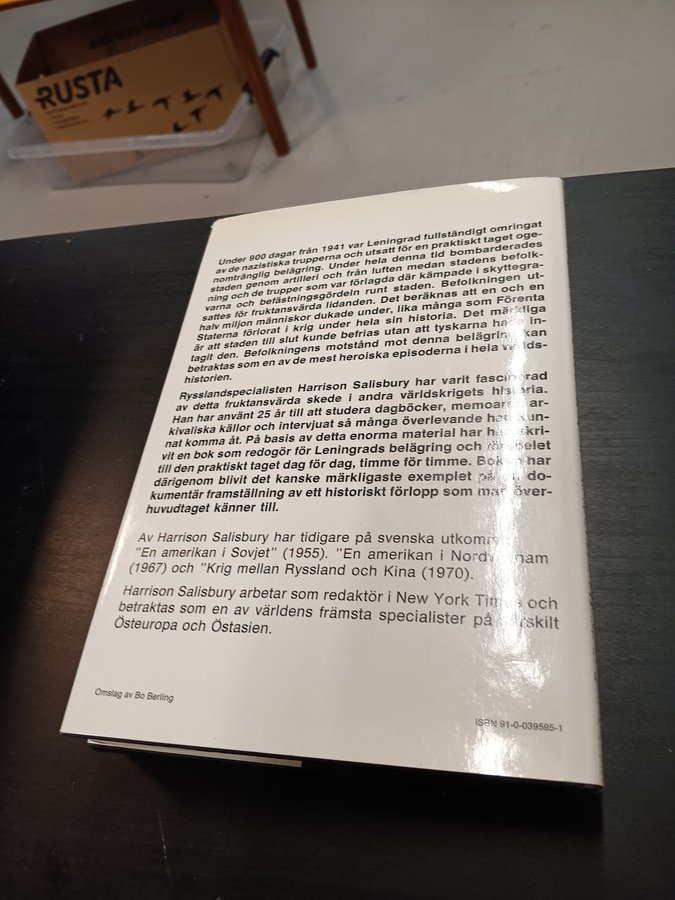 RUSTA
Under 900 dagar från 1941 var Leningrad fullständigt omringat
av de nazistiska trupperna och utsatt för en praktiskt taget oge-
nomtränglig belägring. Under hela denna tid bombarderades
staden genom artilleri och från luften medan stadens befolk-
ning och de trupper som var förlagda där kämpade i skyttegra-
varna och befästningsgördeln runt staden. Befolkningen ut-
sattes för fruktansvärda lidanden. Det beräknas att en och en
halv miljon människor dukade under, lika många som Förenta
Staterna förlorat i krig under hela sin historia. Det märkliga
är att staden till slut kunde befrias utan att tyskarna hade in-
tagit den. Befolkningens motstånd mot denna belägring kan
betraktas som en av de mest heroiska episoderna i hela världs-
historien.
Rysslandspecialisten Harrison Salisbury har varit fascinerad
av detta fruktansvärda skede i andra världskrigets historia.
Han har använt 25 år till att studera dagböcker, memoarer, ar-
kivaliska källor och intervjuat så många överlevande han kun-
nat komma åt. På basis av detta enorma material har han skri-
vit en bok som redogör för Leningrads belägring och förspelet
till den praktiskt taget dag för dag, timme för timme. Boken har
därigenom blivit det kanske märkligaste exemplet på en do-
kumentär framställning av ett historiskt förlopp som man över-
huvudtaget känner till.
Av Harrison Salisbury har tidigare på svenska utkommit
"En amerikan i Sovjet" (1955). "En amerikan i Nordvietnam
(1967) och "Krig mellan Ryssland och Kina (1970).
Harrison Salisbury arbetar som redaktör i New York Times och
betraktas som en av världens främsta specialister på särskilt
Östeuropa och Östasien.
Omslag av Bo Berling
ISBN 91-0-039595-1